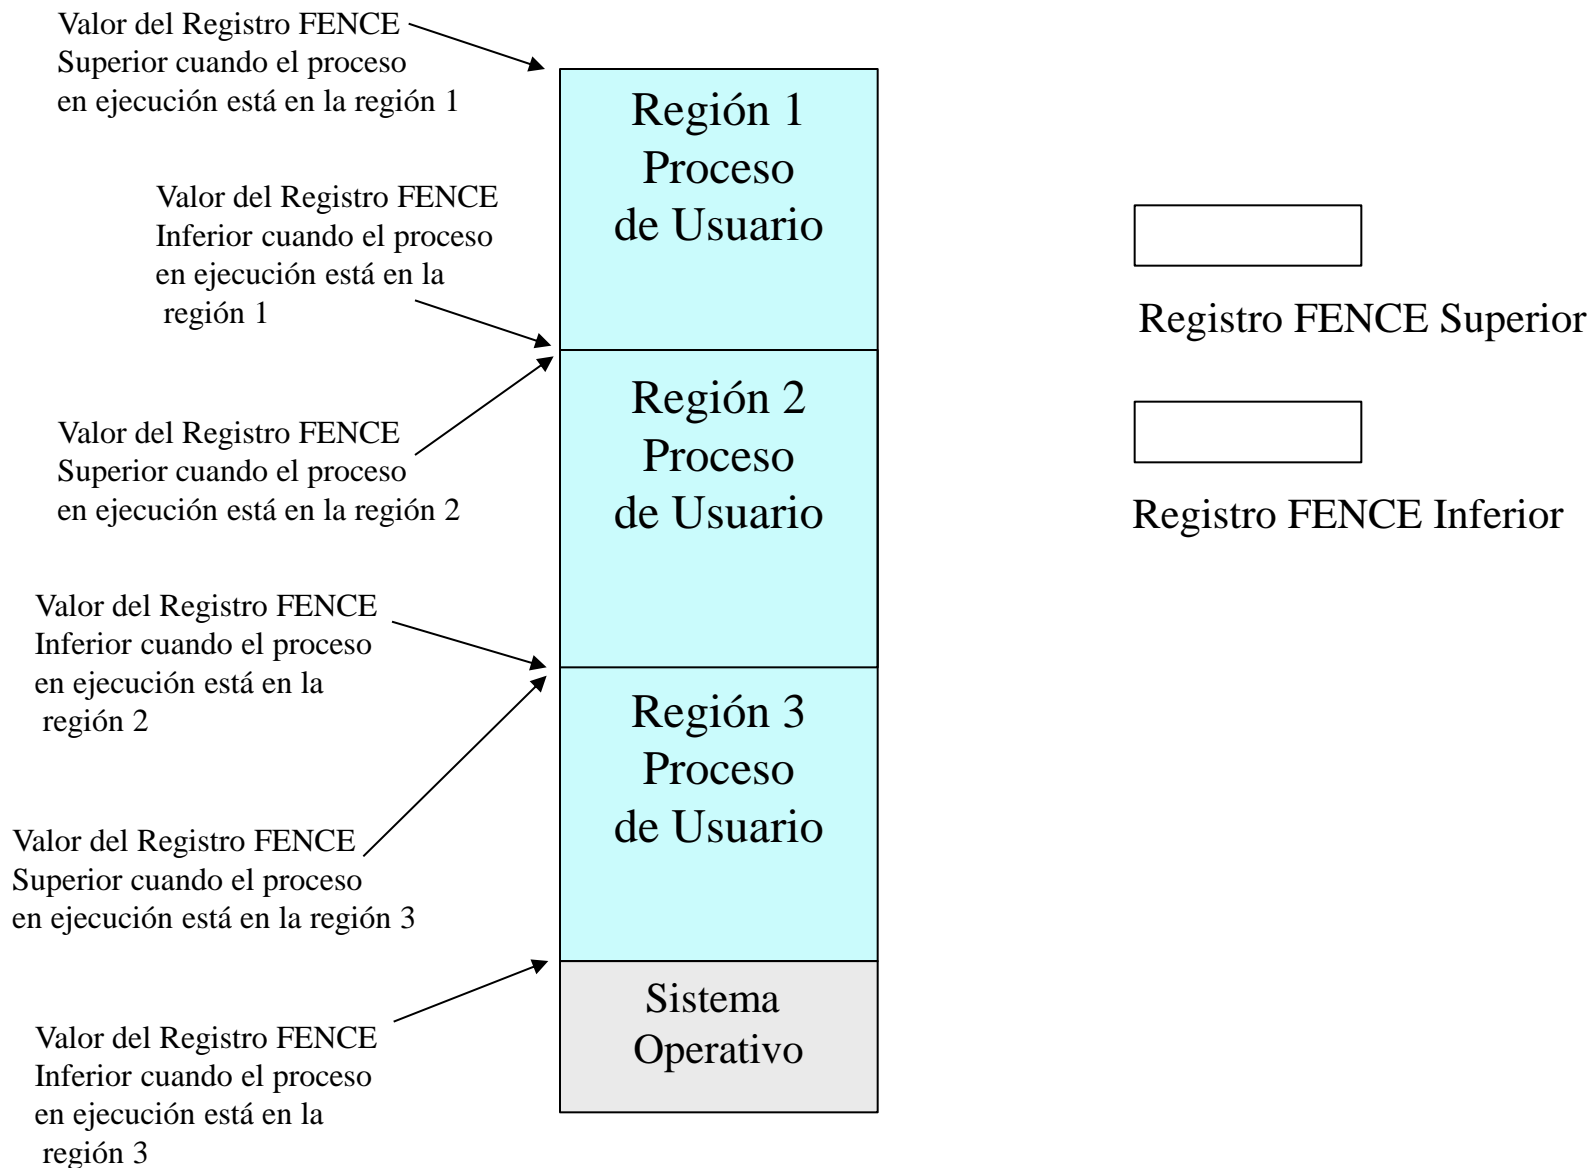 Valor del Registro FENCE
Superior cuando el proceso
en ejecución está en la región 1
Valor del Registro FENCE
Inferior cuando el proceso
en ejecución está en la
región 1
Valor del Registro FENCE
Superior cuando el proceso
en ejecución está en la región 2
Valor del Registro FENCE
Inferior cuando el proceso
en ejecución está en la
región 2
Valor del Registro FENCE
Superior cuando el proceso
en ejecución está en la región 3
Valor del Registro FENCE
Inferior cuando el proceso
en ejecución está en la
región 3
Región 1
Proceso
de Usuario
Región 2
Proceso
de Usuario
Región 3
Proceso
de Usuario
Sistema
Operativo
Registro FENCE Superior
Registro FENCE Inferior